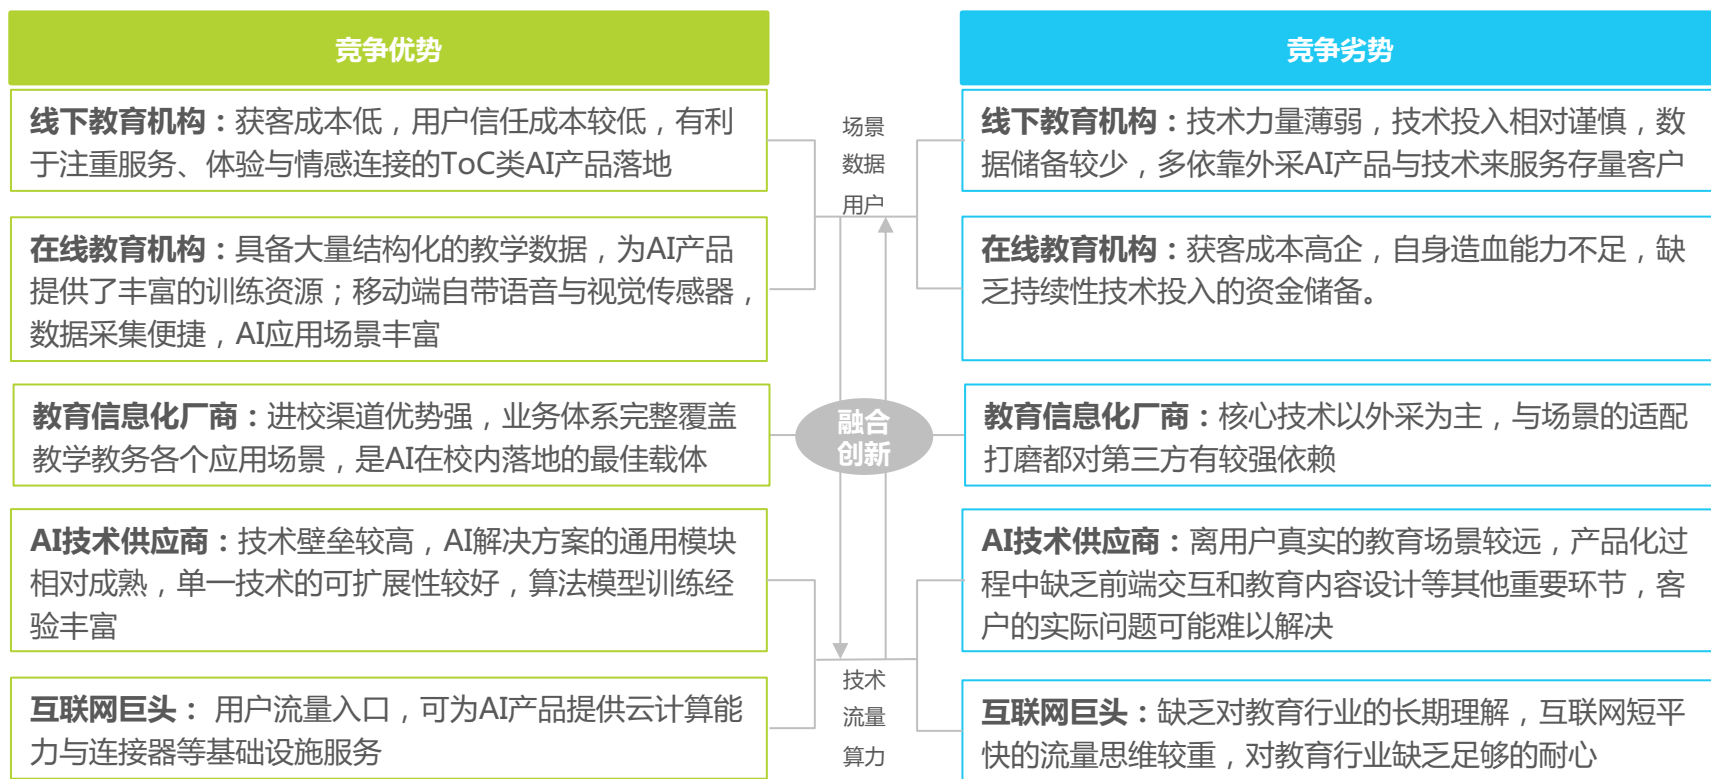 竞争优势
线下教育机构：获客成本低，用户信任成本较低，有利
于注重服务、体验与情感连接的ToC类AI产品落地
在线教育机构：具备大量结构化的教学数据，为AI产品
提供了丰富的训练资源；移动端自带语音与视觉传感器，
数据采集便捷，AI应用场景丰富
教育信息化厂商：进校渠道优势强，业务体系完整覆盖
教学教务各个应用场景，是AI在校内落地的最佳载体
AI技术供应商：技术壁垒较高，AI解决方案的通用模块
相对成熟，单一技术的可扩展性较好，算法模型训练经
验丰富
互联网巨头： 用户流量入口，可为AI产品提供云计算能
力与连接器等基础设施服务
场景
数据
用户
融合
创新
技术
流量
算力
竞争劣势
线下教育机构：技术力量薄弱，技术投入相对谨慎，数
据储备较少，多依靠外采AI产品与技术来服务存量客户
在线教育机构：获客成本高企，自身造血能力不足，缺
乏持续性技术投入的资金储备。
教育信息化厂商：核心技术以外采为主，与场景的适配
打磨都对第三方有较强依赖
AI技术供应商：离用户真实的教育场景较远，产品化过
程中缺乏前端交互和教育内容设计等其他重要环节，客
户的实际问题可能难以解决
互联网巨头：缺乏对教育行业的长期理解，互联网短平
快的流量思维较重，对教育行业缺乏足够的耐心